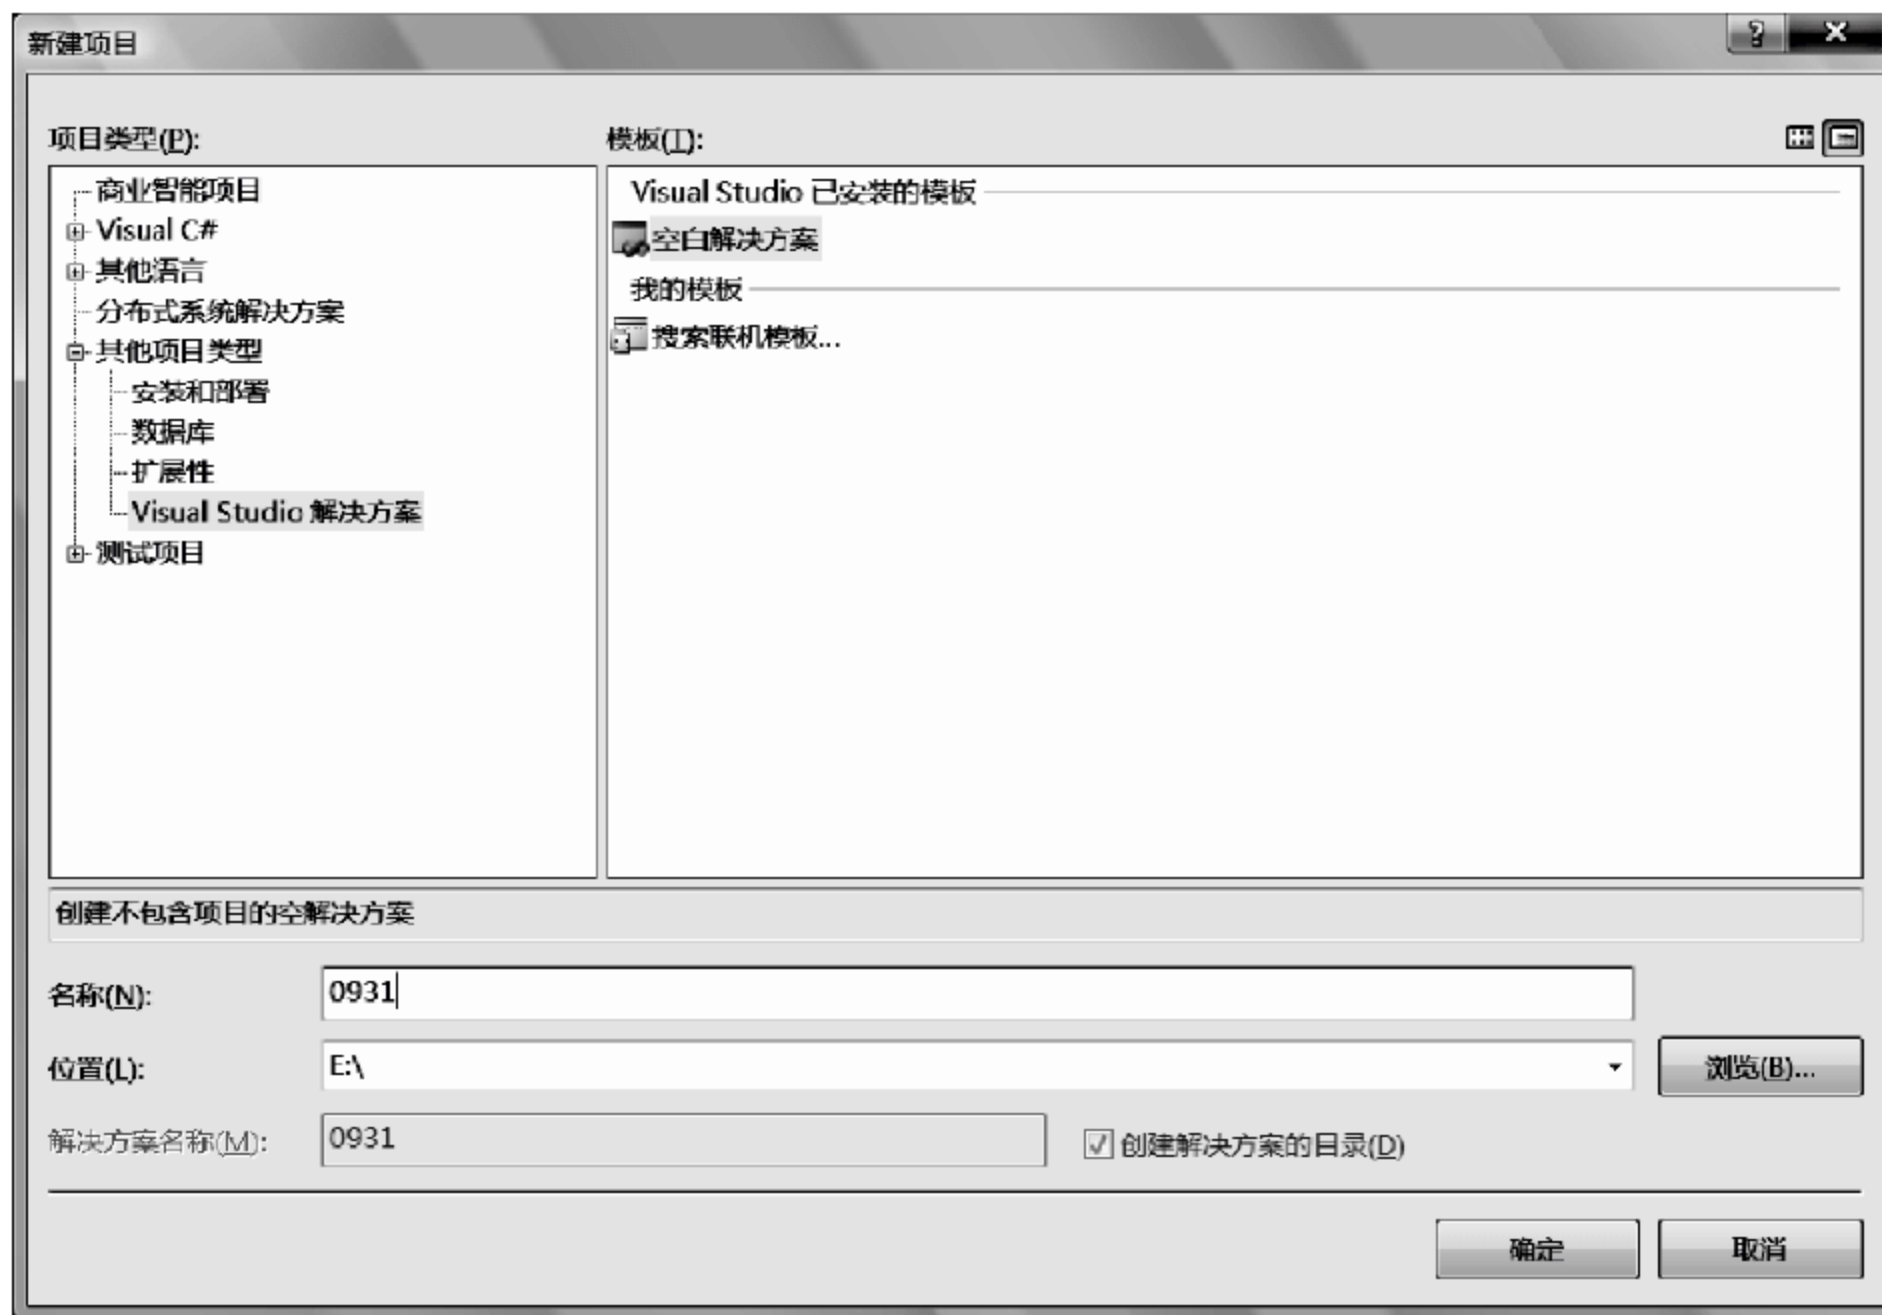 新建项目
项目类型(P):
模板(T):
商业智能项目
Visual C#
其他语言
分布式系统解决方案
其他项目类型
安装和部署
数据库
扩展性
Visual Studio 解决方案
测试项目
Visual Studio 已安装的模板
空白解决方案
我的模板
搜索联机模板...
创建不包含项目的空解决方案
名称(N):
0931
位置(L):
E:\
浏览(B)...
解决方案名称(M):
0931
创建解决方案的目录(D)
确定
取消